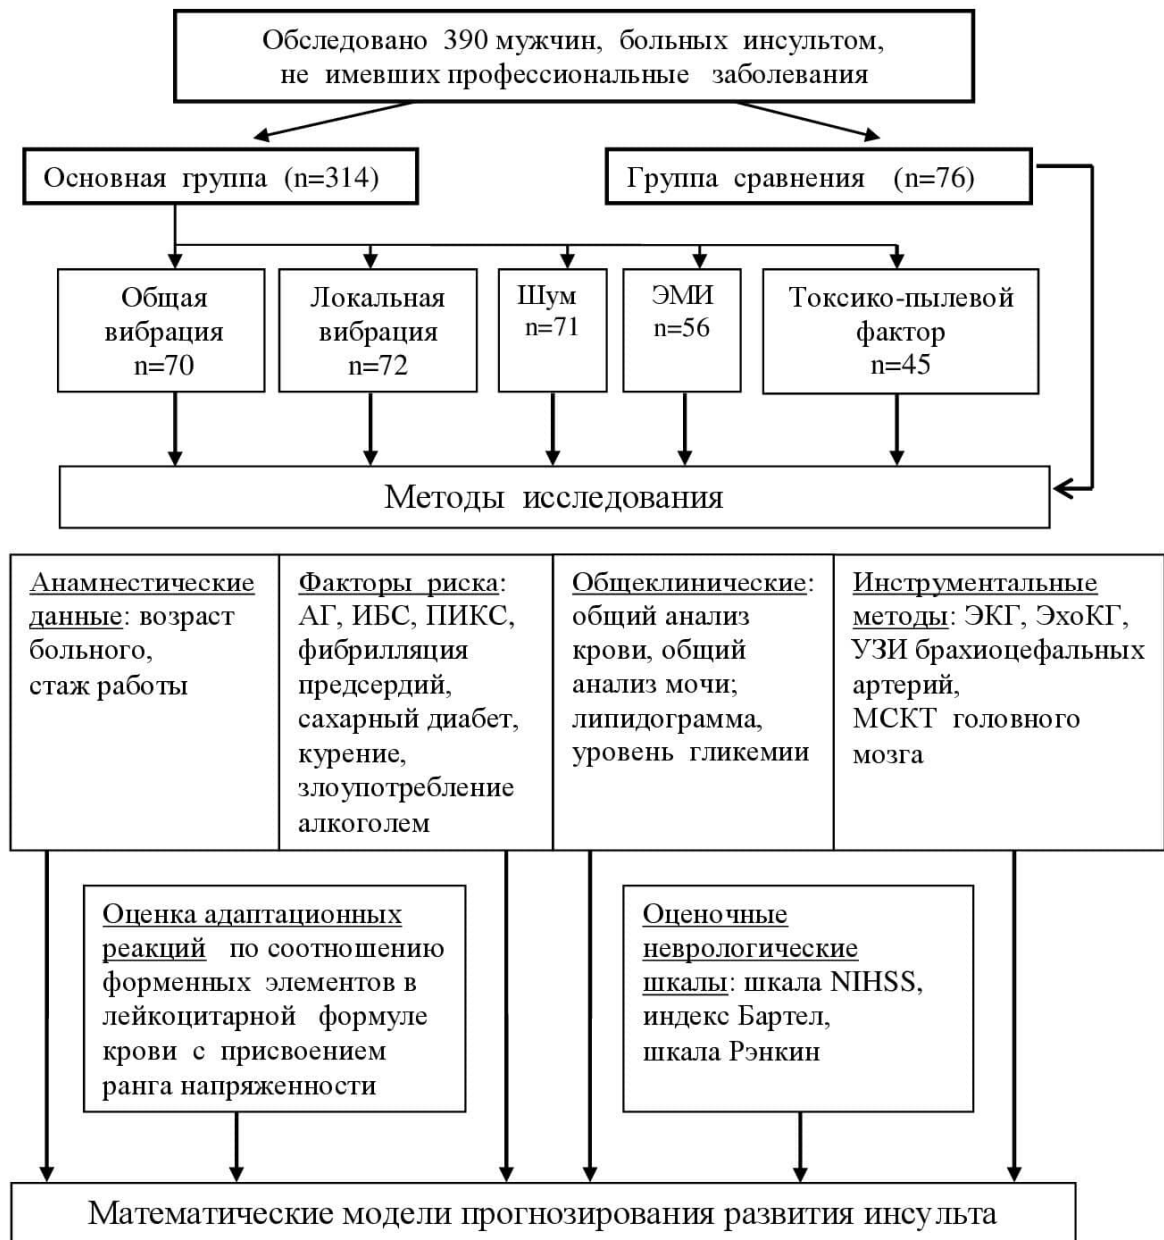 Обследовано 390 мужчин, больных инсультом,
не имевших профессиональные заболевания
Основная группа (n=314)
Группа сравнения (n=76)
Общая
вибрация
n=70
Локальная
вибрация
n=72
Шум
n=71
ЭМИ
n=56
Токсико-пылевой
фактор
n=45
Методы исследования
Анамнестические
данные: возраст
больного,
стаж работы
Факторы риска:
АГ, ИБС, ПИКС,
фибрилляция
предсердий,
сахарный диабет,
курение,
злоупотребление
алкоголем
Общеклинические:
общий анализ
крови, общий
анализ мочи;
липидограмма,
уровень гликемии
Инструментальные
методы: ЭКГ, ЭхоКГ,
УЗИ брахиоцефальных
артерий,
МСКТ головного
мозга
Оценка адаптационных
реакций по соотношению
форменных элементов в
лейкоцитарной формуле
крови с присвоением
ранга напряженности
Оценочные
неврологические
шкалы: шкала NIHSS,
индекс Бартел,
шкала Рэнкин
Математические модели прогнозирования развития инсульта